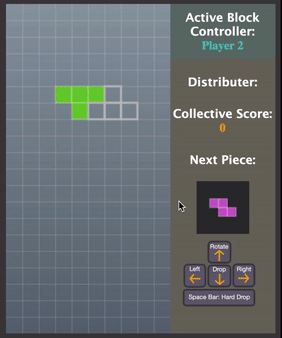 Active Block
Controller:
Player 2
Distributer:
Collective Score:
0
Next Piece:
Rotate
Left
Drop
Right
Space Bar: Hard Drop